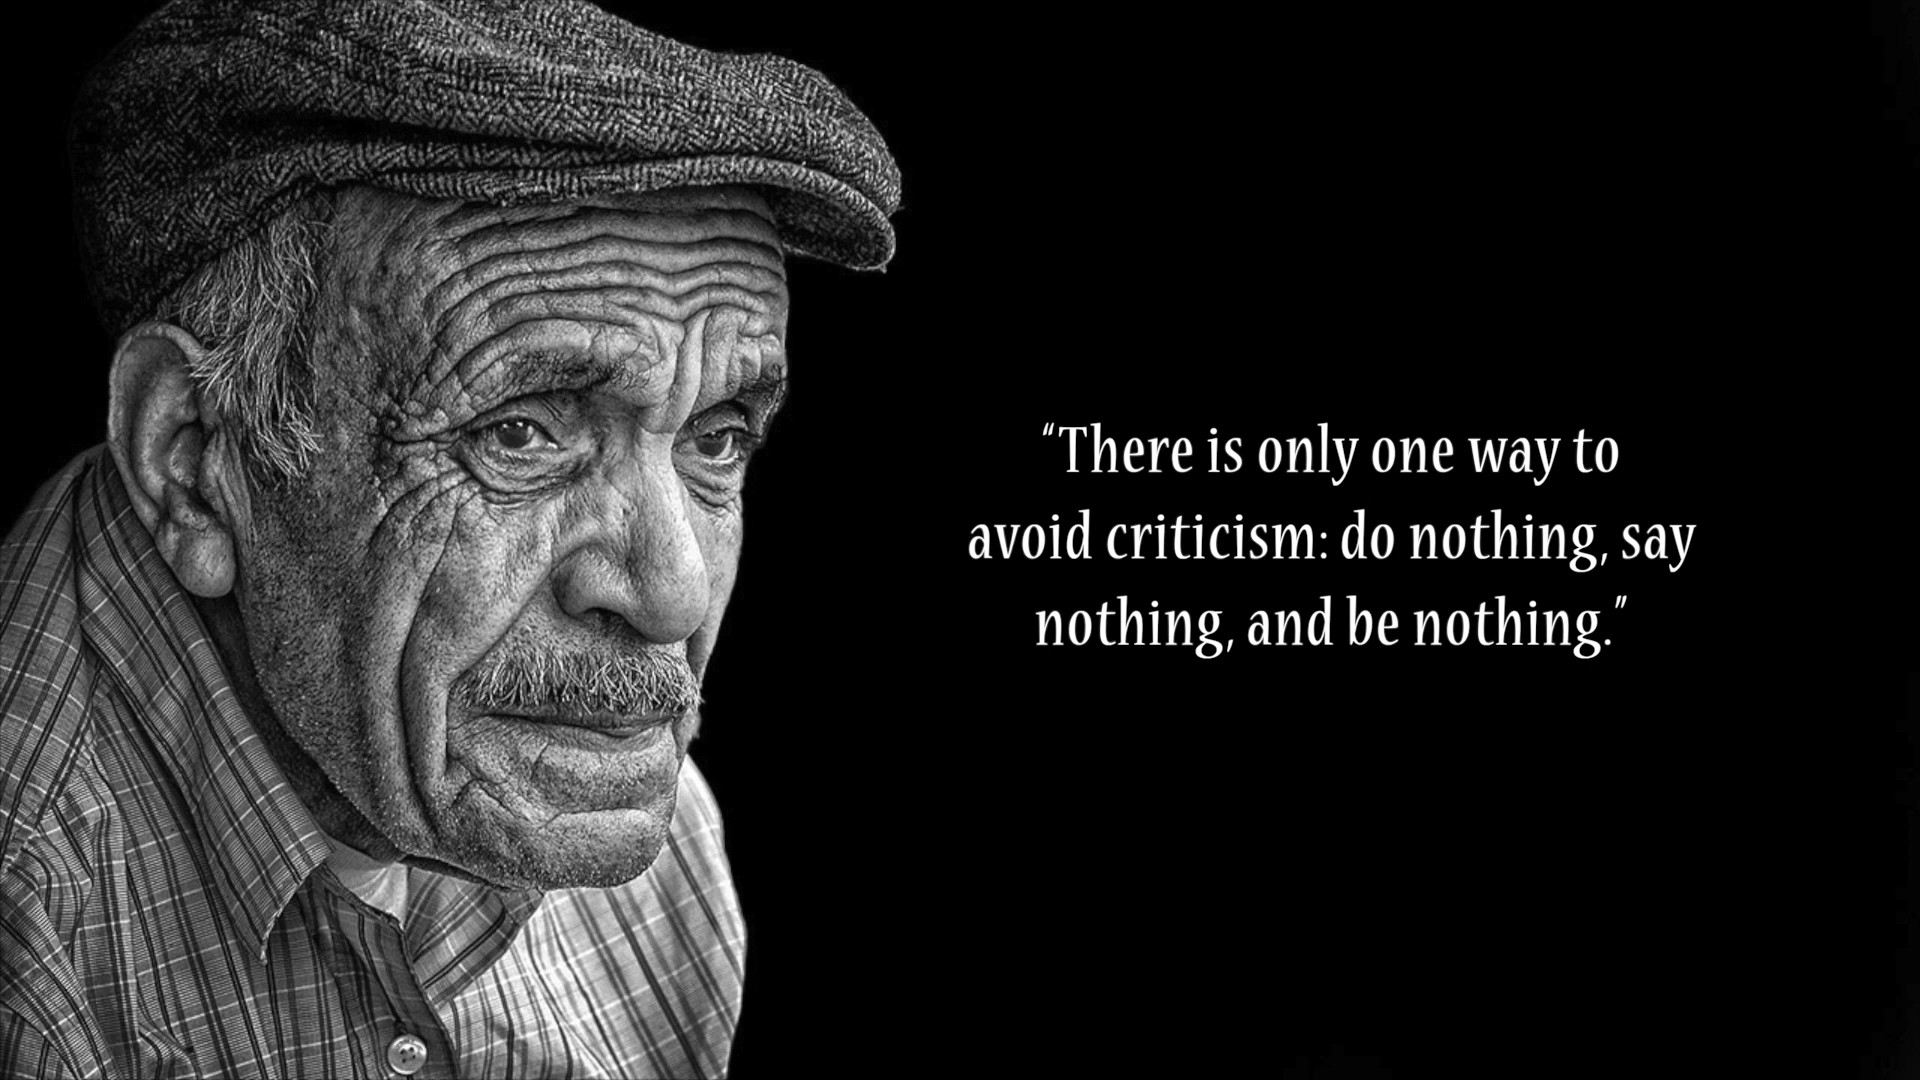 “There is only one way to
avoid criticism: do nothing, say
nothing, and be nothing.”